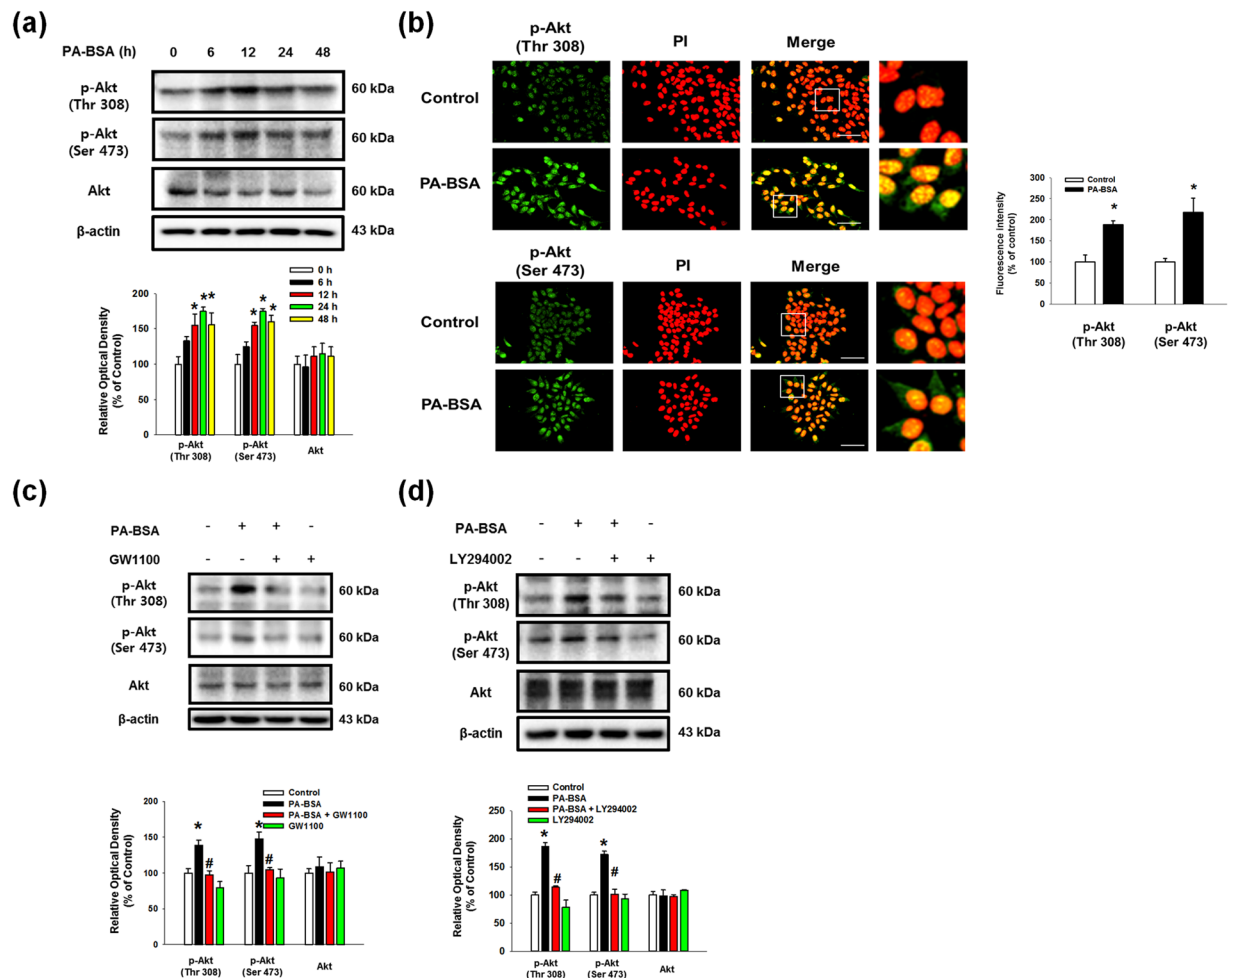 (a)
PA-BSA (h) 0 6 12 24 48
p-Akt
(Thr 308)
60 kDa
p-Akt
(Ser 473)
60 kDa
Akt
60 kDa
β-actin
43 kDa
0 h
6 h
12 h
24 h
48 h
Relative Optical Density
(% of Control)
200
150
100
50
0
* * * * * *
p-Akt
(Thr 308)
p-Akt
(Ser 473)
Akt
(b)
p-Akt
(Thr 308)
PI
Merge
Control
PA-BSA
p-Akt
(Ser 473)
PI
Merge
Control
PA-BSA
Control
PA-BSA
Fluorescence intensity
(% of control)
300
250
200
150
100
50
0
* *
p-Akt
(Thr 308)
p-Akt
(Ser 473)
(c)
PA-BSA - + + -
GW1100 - - + +
p-Akt
(Thr 308)
60 kDa
p-Akt
(Ser 473)
60 kDa
Akt
60 kDa
β-actin
43 kDa
Control
PA-BSA
PA-BSA + GW1100
GW1100
Relative Optical Density
(% of Control)
200
150
100
50
0
* # * #
p-Akt
(Thr 308)
p-Akt
(Ser 473)
Akt
(d)
PA-BSA - + + -
LY294002 - - + +
p-Akt
(Thr 308)
60 kDa
p-Akt
(Ser 473)
60 kDa
Akt
60 kDa
β-actin
43 kDa
Control
PA-BSA
PA-BSA + LY294002
LY294002
Relative Optical Density
(% of Control)
250
200
150
100
50
0
* # * #
p-Akt
(Thr 308)
p-Akt
(Ser 473)
Akt